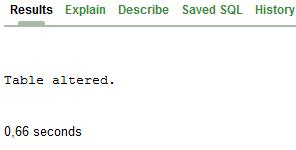 Results Explain Describe Saved SQL History
Table altered.
0,66 seconds